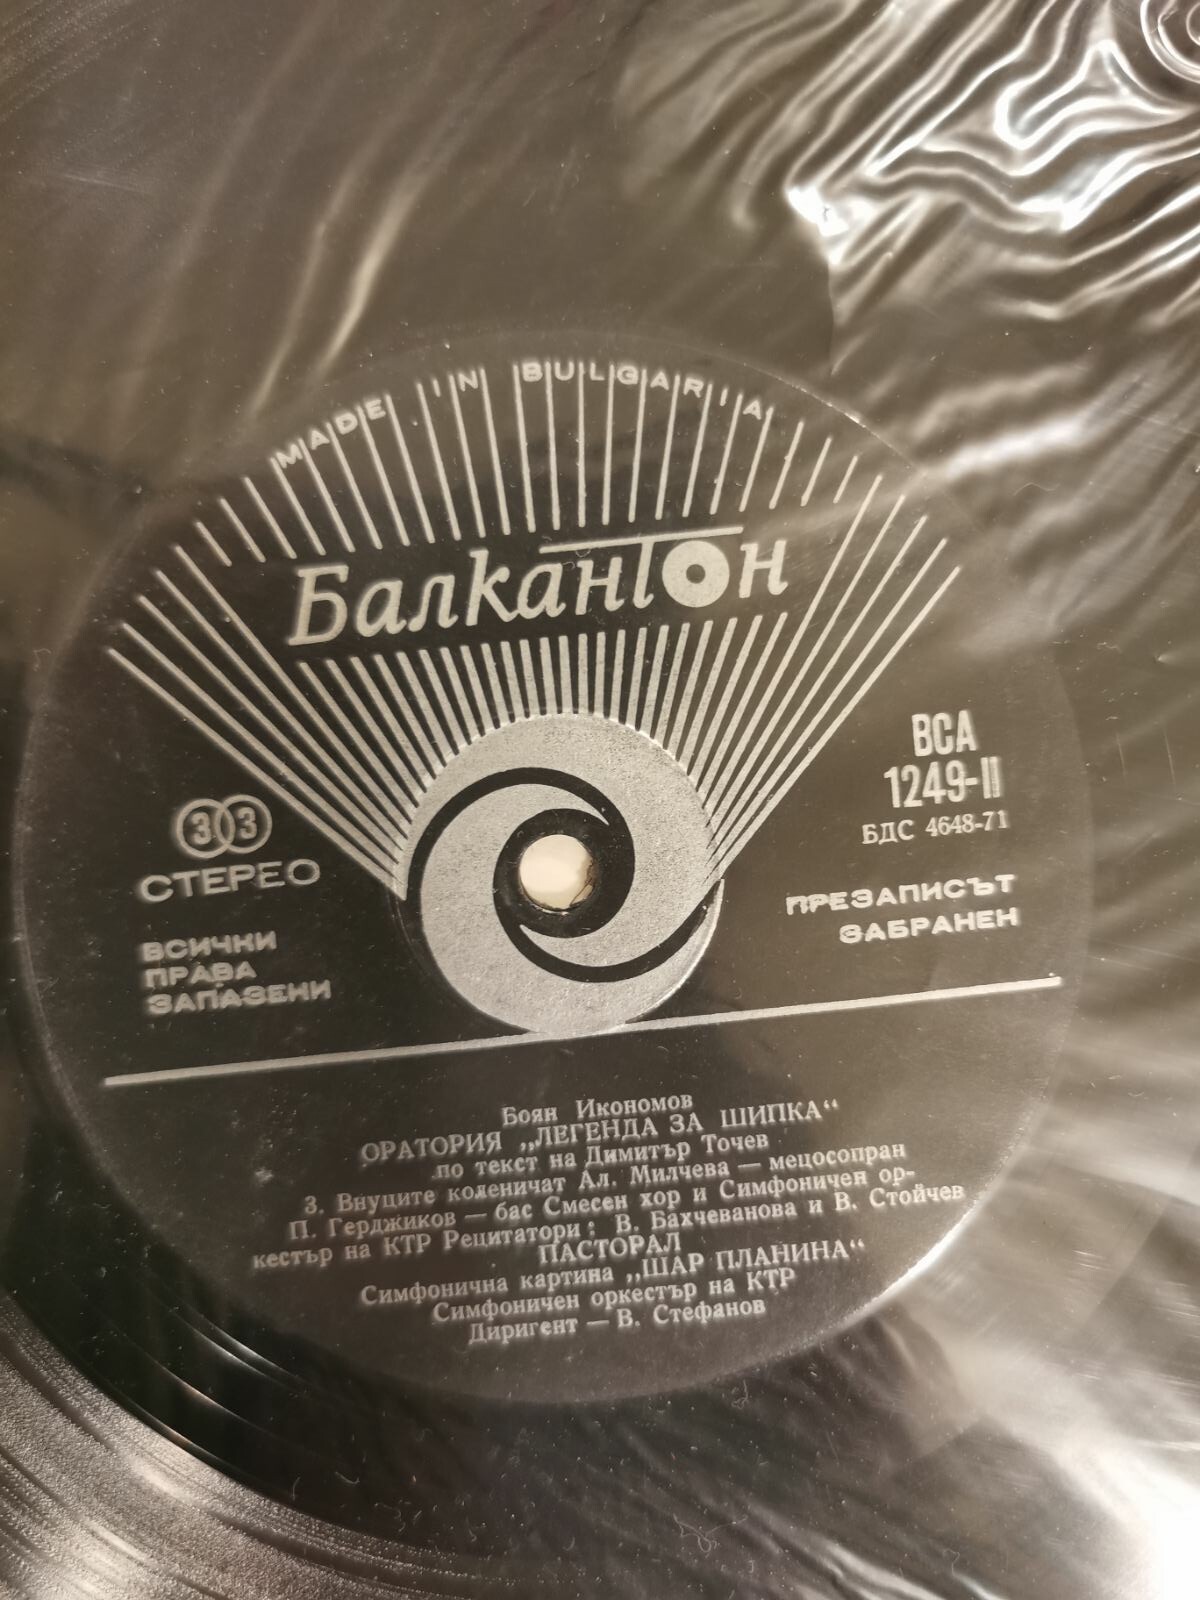 MADE IN BULGARIA
Балкантон
ВСА
1249-II
БДС 4648-71
33
СТЕРЕО
ПРЕЗАПИСЪТ
ЗАБРАНЕН
ВСИЧКИ
ПРАВА
ЗАПАЗЕНИ
Боян Икономов
ОРАТОРИЯ „ЛЕГЕНДА ЗА ШИПКА“
по текст на Димитър Точев
3. Внуците коленичат Ал. Милчева — мецосопран
П. Герджиков — бас Смесен хор и Симфоничен ор-
кестър на КТР Рецитатори: В. Бахчеванова и В. Стойчев
ПАСТОРАЛ
Симфонична картина „ШАР ПЛАНИНА“
Симфоничен оркестър на КТР
Диригент — В. Стефанов